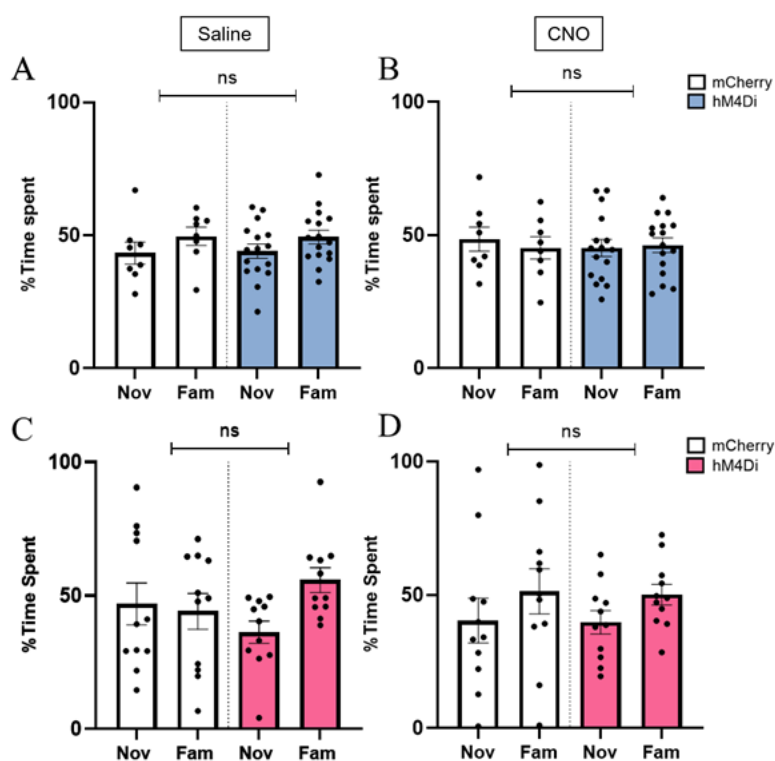 Saline
CNO
A
ns
100
50
0
%Time spent
Nov Fam Nov Fam
B
ns
100
50
0
%Time spent
Nov Fam Nov Fam
mCherry
hM4Di
C
ns
100
50
0
%Time Spent
Nov Fam Nov Fam
D
ns
100
50
0
%Time Spent
Nov Fam Nov Fam
mCherry
hM4Di